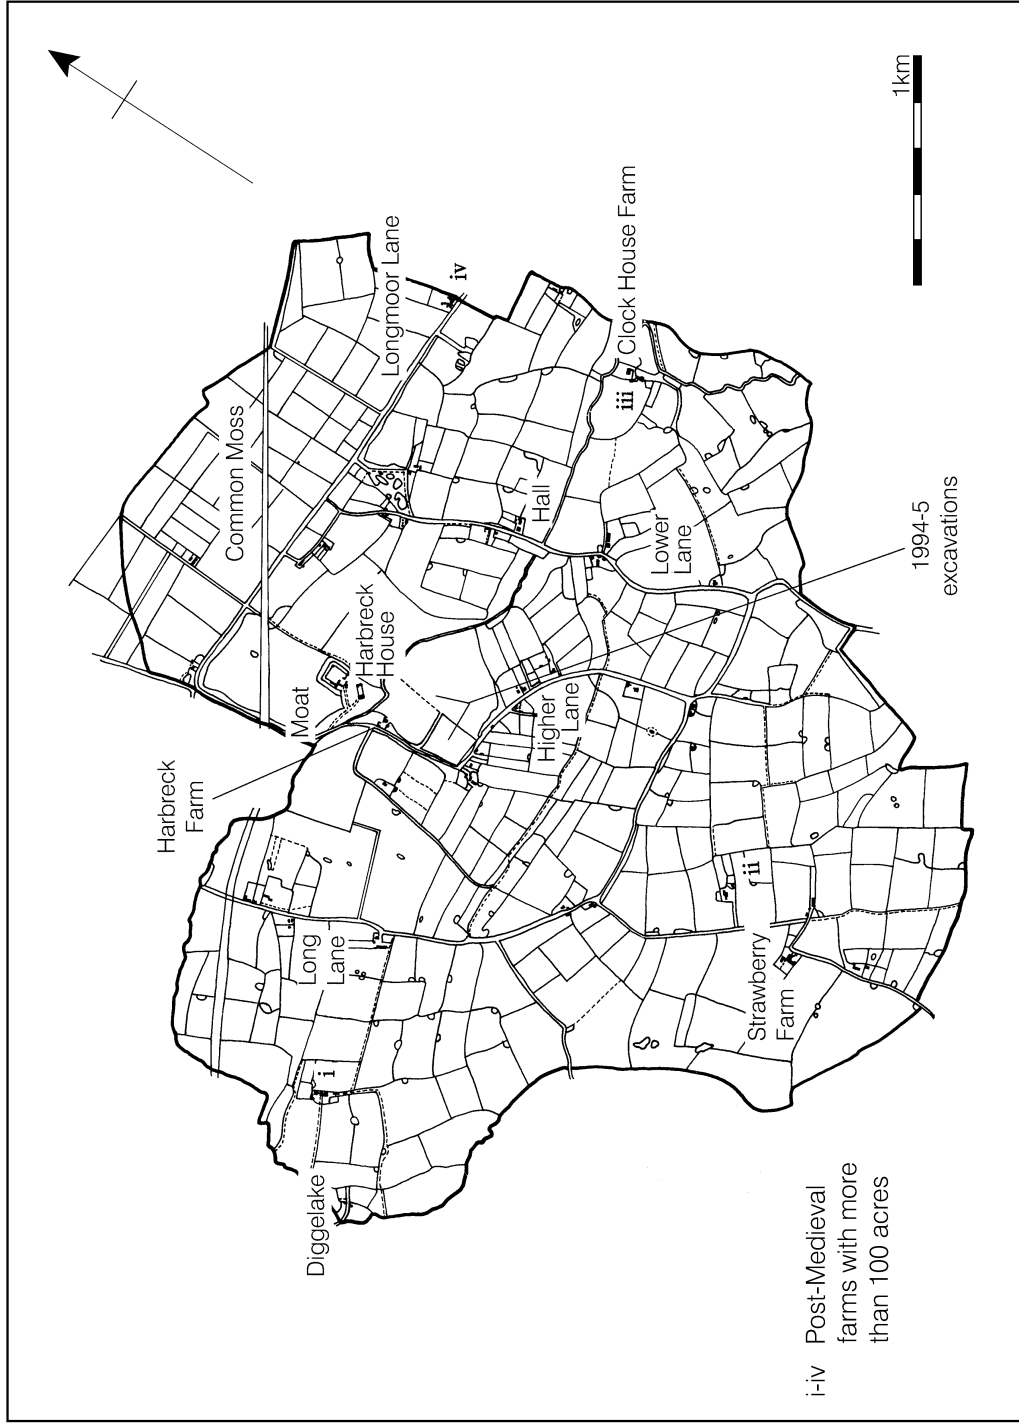 Diggelake
i
Long
Lane
Harbreck
Farm
Moat
Harbreck
House
Common Moss
Longmoor Lane
iv
Higher
Lane
Hall
Lower
Lane
iii
Clock House Farm
Strawberry
Farm
ii
1994-5
excavations
1km
i-iv Post-Medieval
farms with more
than 100 acres